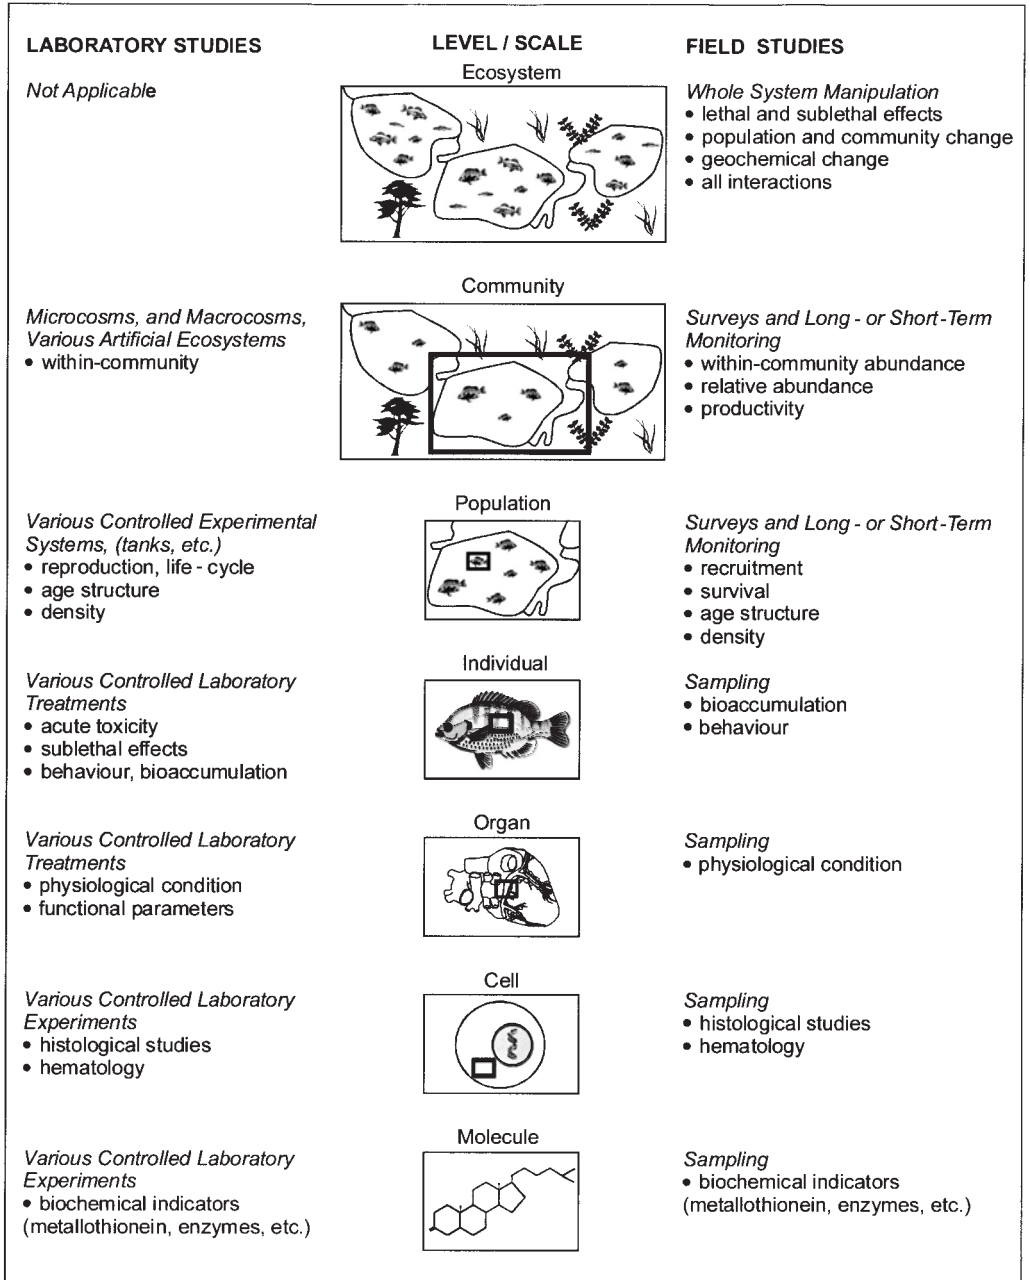 LABORATORY STUDIES
LEVEL / SCALE
FIELD STUDIES
Ecosystem
Not Applicable
Whole System Manipulation
• lethal and sublethal effects
• population and community change
• geochemical change
• all interactions
Community
Microcosms, and Macrocosms,
Various Artificial Ecosystems
• within-community
Surveys and Long - or Short-Term
Monitoring
• within-community abundance
• relative abundance
• productivity
Population
Various Controlled Experimental
Systems, (tanks, etc.)
• reproduction, life - cycle
• age structure
• density
Surveys and Long - or Short-Term
Monitoring
• recruitment
• survival
• age structure
• density
Individual
Various Controlled Laboratory
Treatments
• acute toxicity
• sublethal effects
• behaviour, bioaccumulation
Sampling
• bioaccumulation
• behaviour
Organ
Various Controlled Laboratory
Treatments
• physiological condition
• functional parameters
Sampling
• physiological condition
Cell
Various Controlled Laboratory
Experiments
• histological studies
• hematology
Sampling
• histological studies
• hematology
Molecule
Various Controlled Laboratory
Experiments
• biochemical indicators
(metallothionein, enzymes, etc.)
Sampling
• biochemical indicators
(metallothionein, enzymes, etc.)